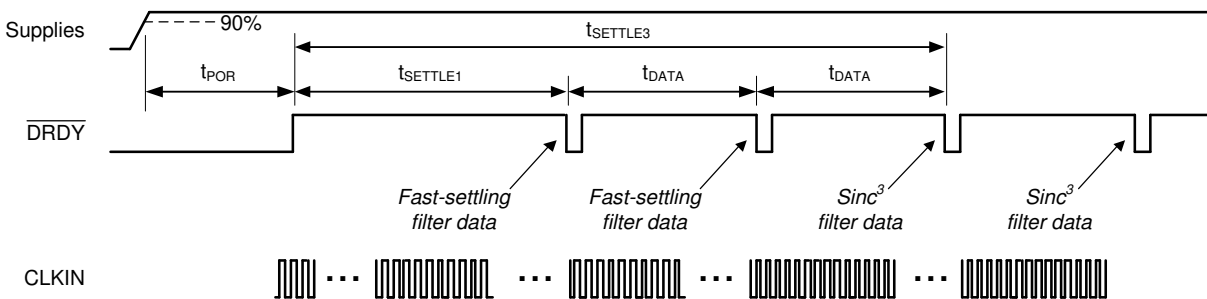 Supplies
90%
tSETTLE3
tPOR
tSETTLE1
tDATA
tDATA
DRDY
Fast-settling
filter data
Fast-settling
filter data
Sinc³
filter data
Sinc³
filter data
CLKIN